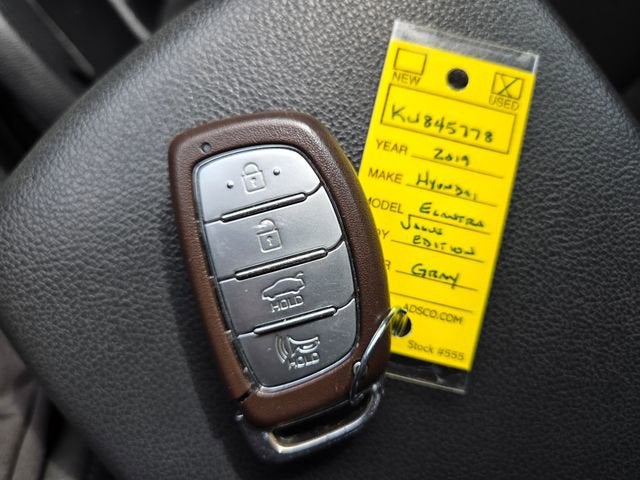 NEW
USED
KU845778
YEAR 2019
MAKE Hyundai
MODEL Elantra
Value
EDITION
GRAY
ADSCO.COM
Stock #555
HOLD
HOLD